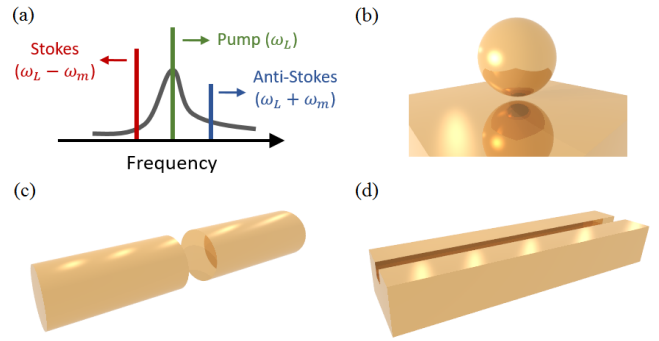 (a)
Stokes
(ω_L − ω_m)
Pump (ω_L)
Anti-Stokes
(ω_L + ω_m)
Frequency
(b)
(c)
(d)